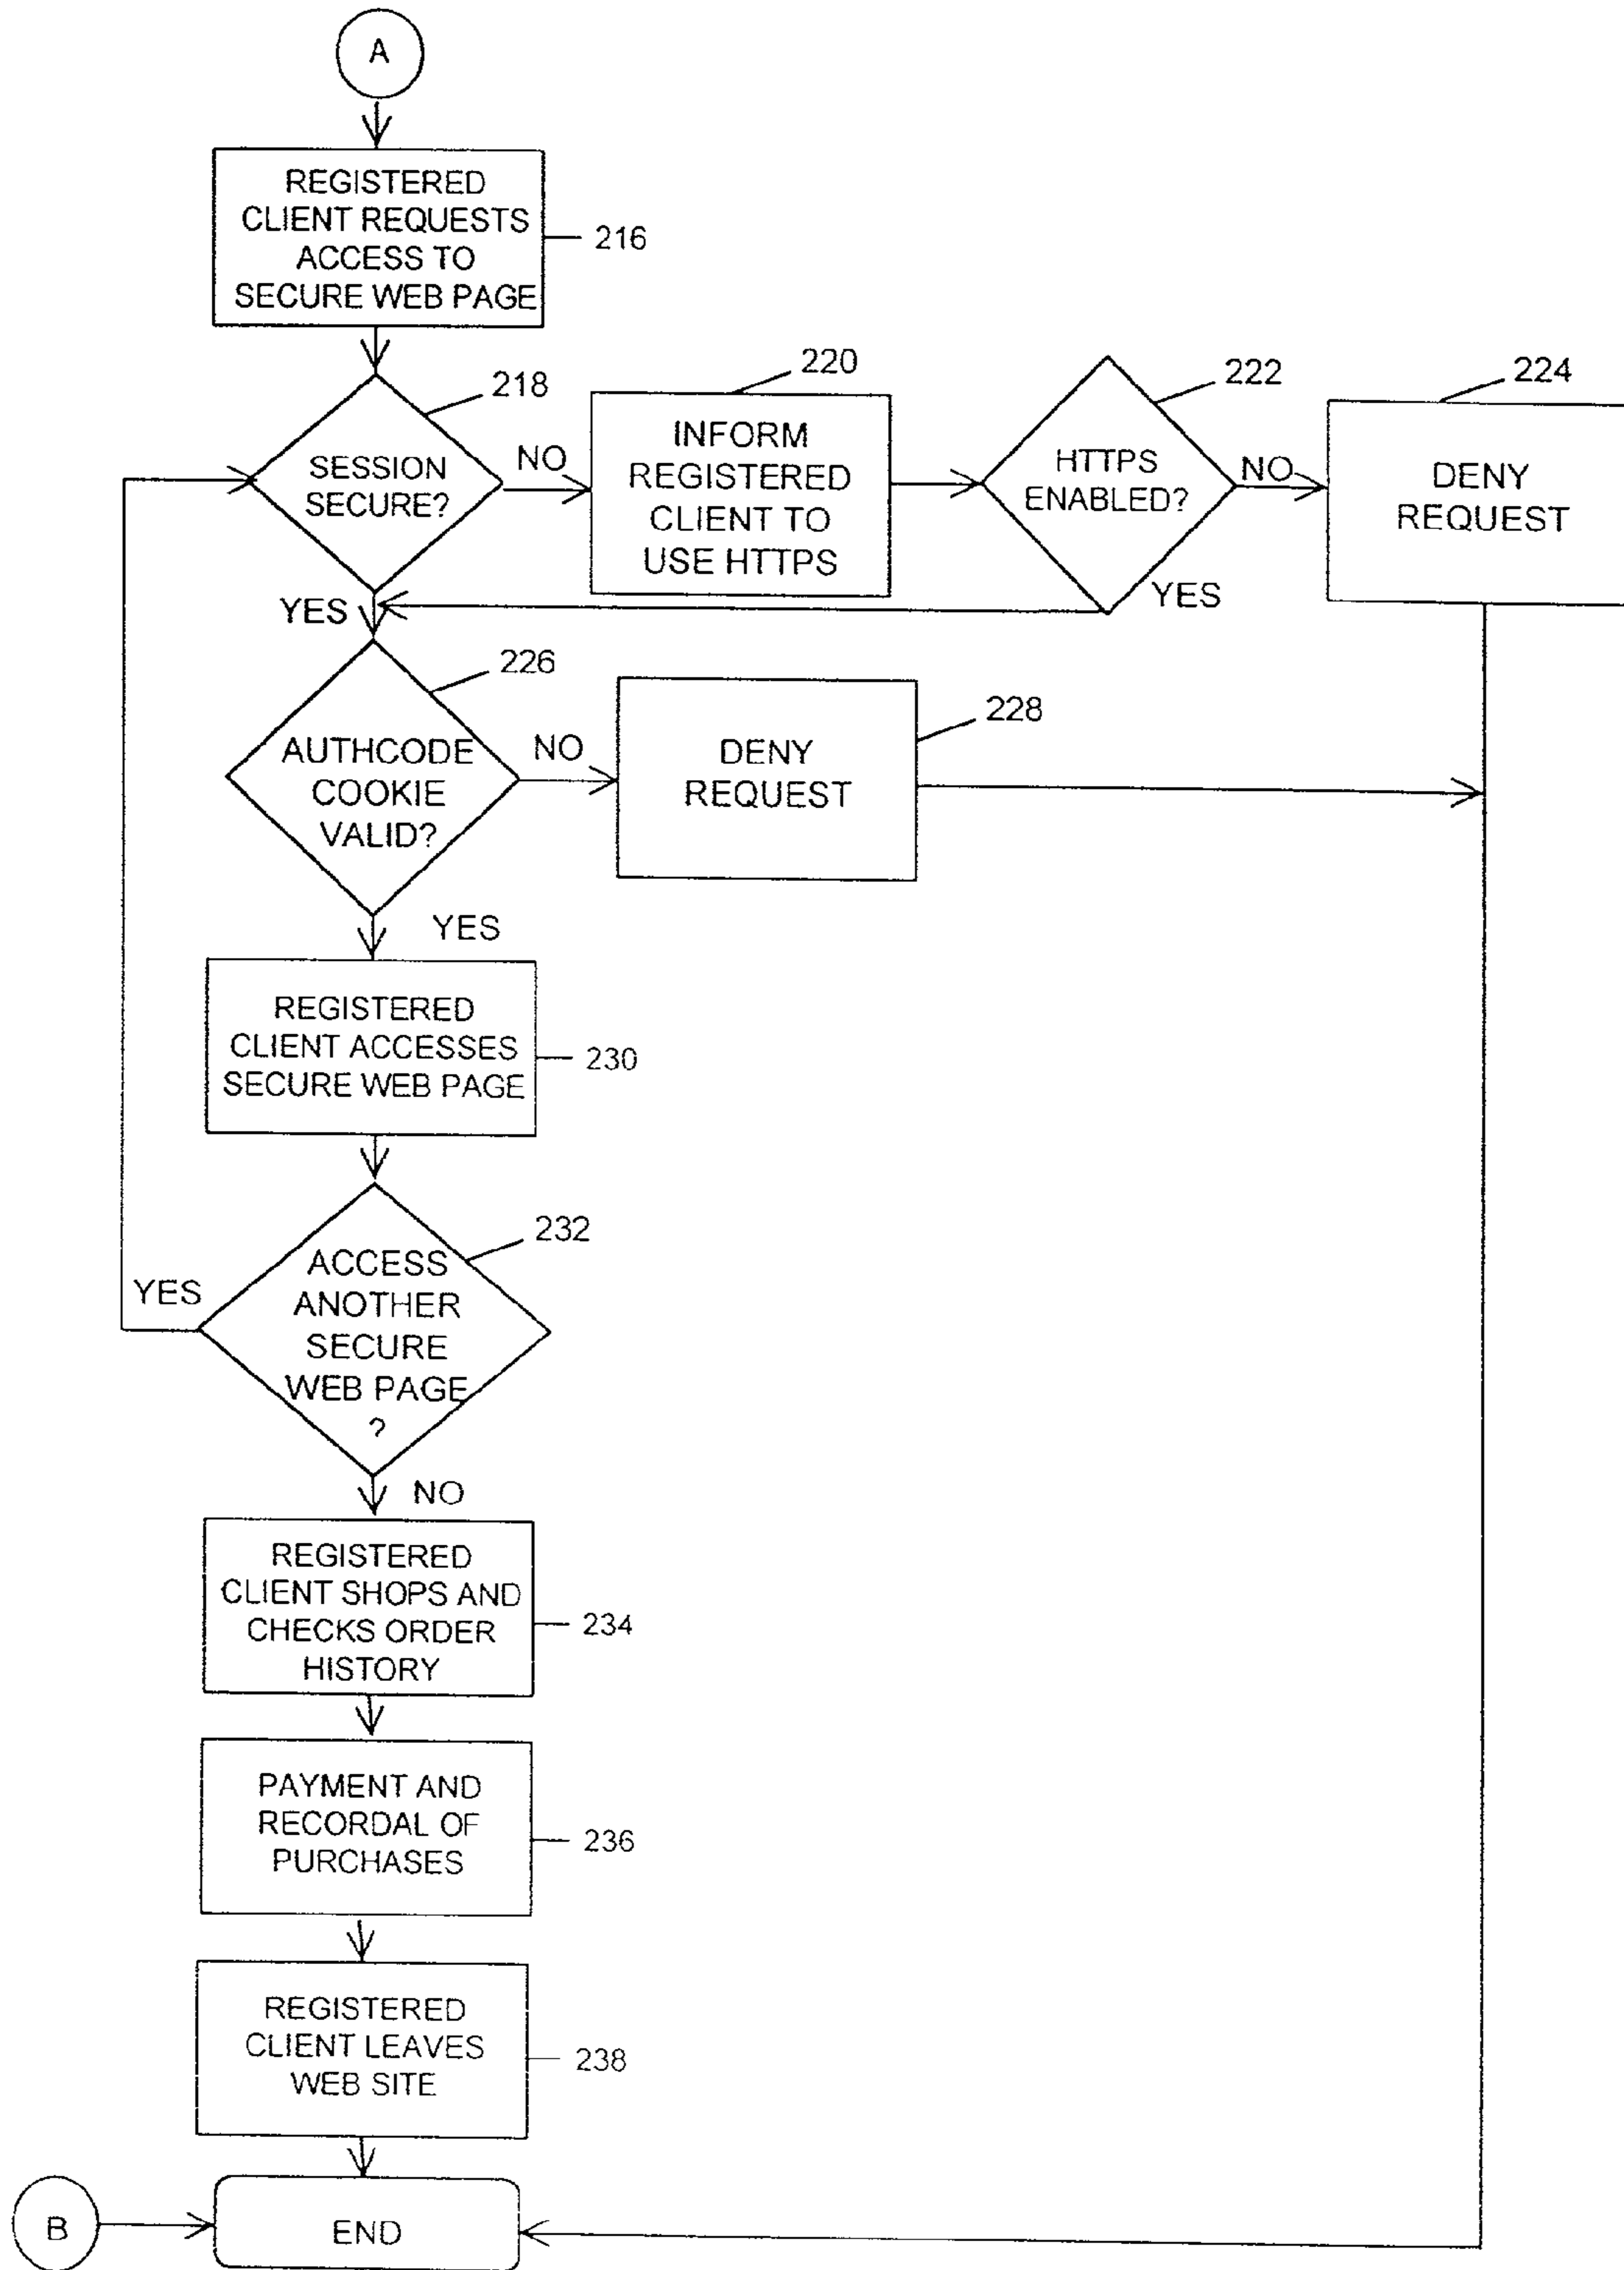 A
REGISTERED
CLIENT REQUESTS
ACCESS TO
SECURE WEB PAGE
216
218
SESSION
SECURE?
NO
220
INFORM
REGISTERED
CLIENT TO
USE HTTPS
222
HTTPS
ENABLED?
NO
224
DENY
REQUEST
YES
YES
226
AUTHCODE
COOKIE
VALID?
NO
DENY
REQUEST
228
YES
REGISTERED
CLIENT ACCESSES
SECURE WEB PAGE
230
232
ACCESS
ANOTHER
SECURE
WEB PAGE
?
YES
NO
REGISTERED
CLIENT SHOPS AND
CHECKS ORDER
HISTORY
234
PAYMENT AND
RECORDAL OF
PURCHASES
236
REGISTERED
CLIENT LEAVES
WEB SITE
238
B
END